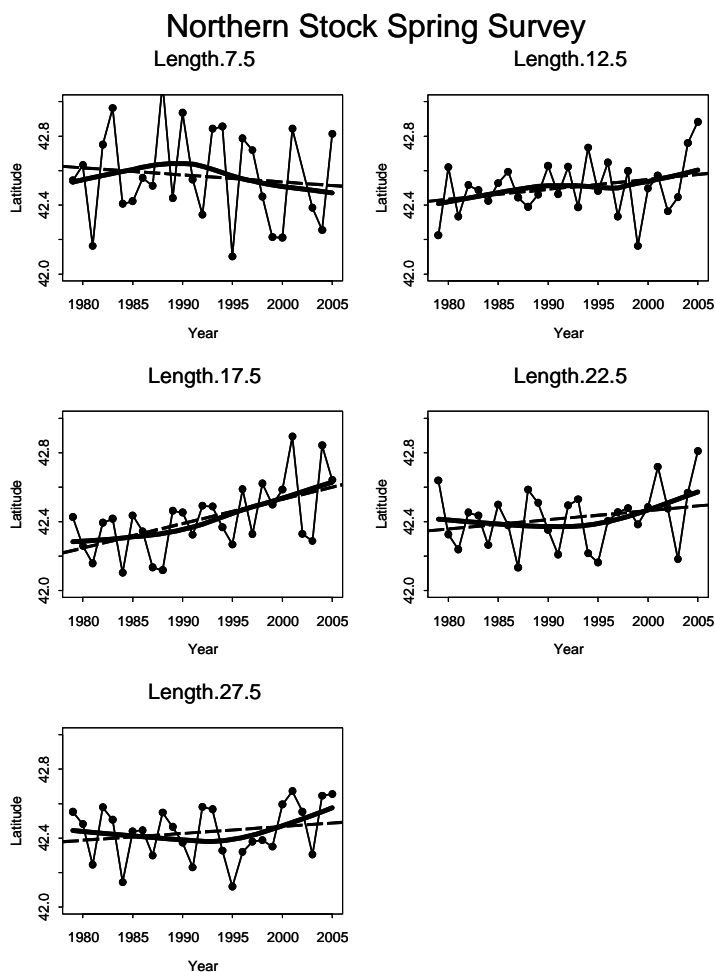 Northern Stock Spring Survey
Length.7.5
Latitude
42.0 42.4 42.8
1980 1985 1990 1995 2000 2005
Year
Length.12.5
Latitude
42.0 42.4 42.8
1980 1985 1990 1995 2000 2005
Year
Length.17.5
Latitude
42.0 42.4 42.8
1980 1985 1990 1995 2000 2005
Year
Length.22.5
Latitude
42.0 42.4 42.8
1980 1985 1990 1995 2000 2005
Year
Length.27.5
Latitude
42.0 42.4 42.8
1980 1985 1990 1995 2000 2005
Year